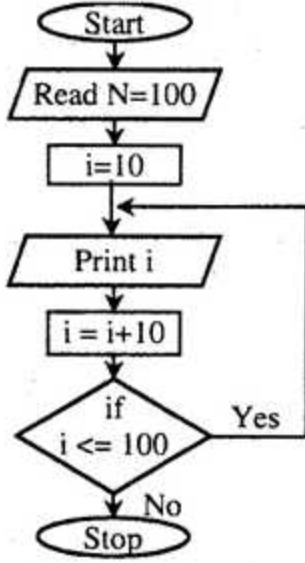 Start
Read N=100
i=10
Print i
i = i+10
if
i <= 100
Yes
No
Stop